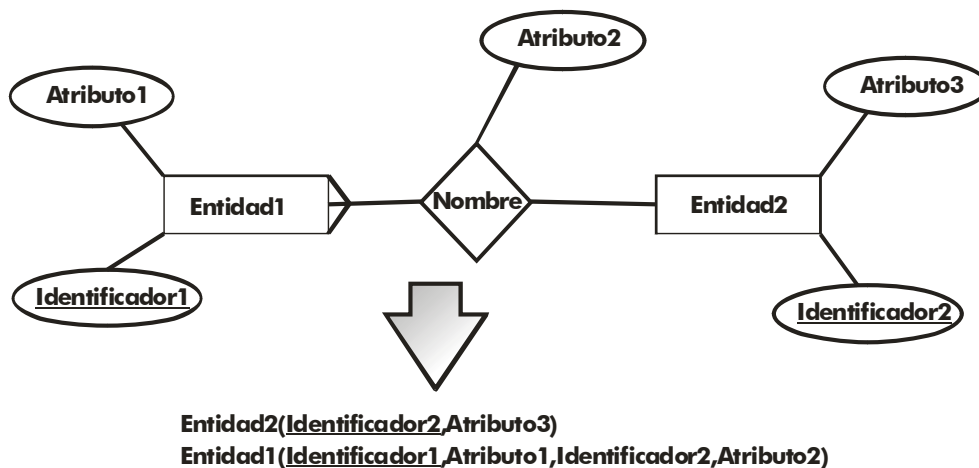 Atributo2
Atributo1
Atributo3
Entidad1
Nombre
Entidad2
Identificador1
Identificador2
Entidad2(Identificador2,Atributo3)
Entidad1(Identificador1,Atributo1,Identificador2,Atributo2)